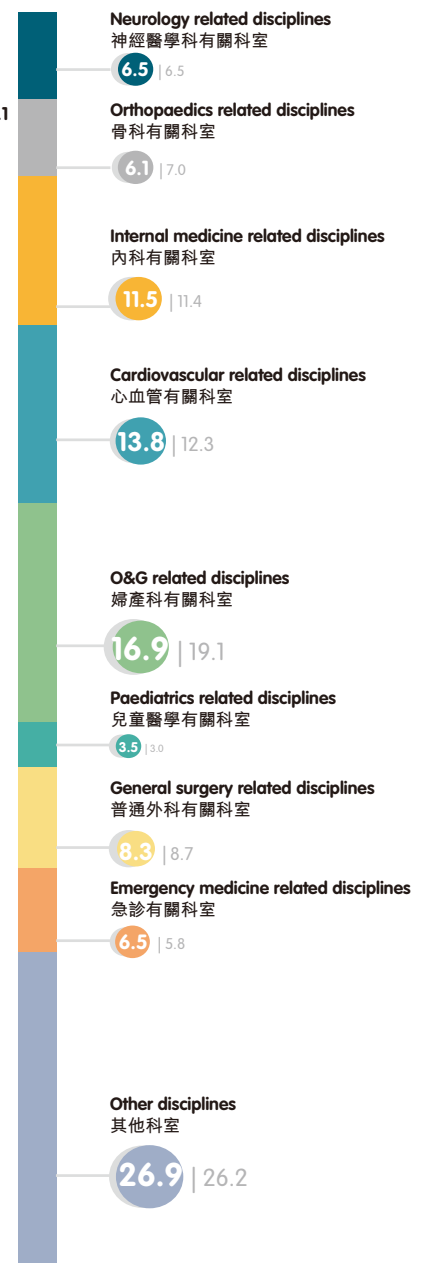 Neurology related disciplines
神經醫學科有關科室
6.5 | 6.5
Orthopaedics related disciplines
骨科有關科室
6.1 | 7.0
Internal medicine related disciplines
內科有關科室
11.5 | 11.4
Cardiovascular related disciplines
心血管有關科室
13.8 | 12.3
O&G related disciplines
婦產科有關科室
16.9 | 19.1
Paediatrics related disciplines
兒童醫學有關科室
3.5 | 3.0
General surgery related disciplines
普通外科有關科室
8.3 | 8.7
Emergency medicine related disciplines
急診有關科室
6.5 | 5.8
Other disciplines
其他科室
26.9 | 26.2